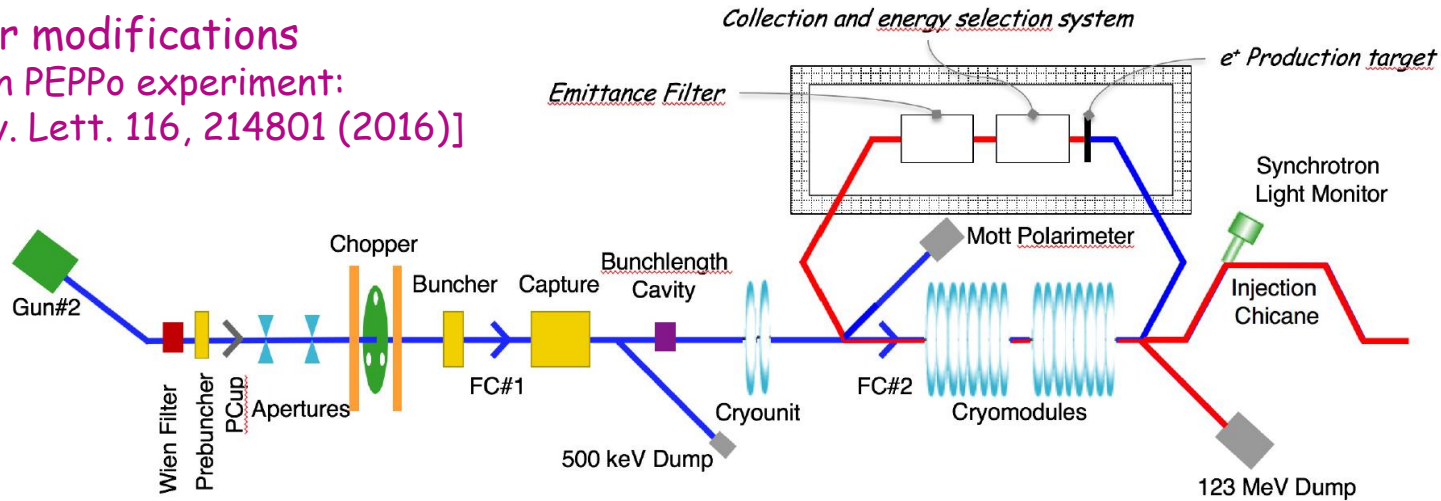 r modifications
n PEPPo experiment:
v. Lett. 116, 214801 (2016)]
Collection and energy selection system
e⁺ Production target
Emittance Filter
Synchrotron
Light Monitor
Mott Polarimeter
Chopper
Bunchlength
Cavity
Buncher
Capture
Injection
Chicane
Gun#2
Wien Filter
Prebuncher
PCup
Apertures
FC#1
Cryounit
FC#2
Cryomodules
500 keV Dump
123 MeV Dump